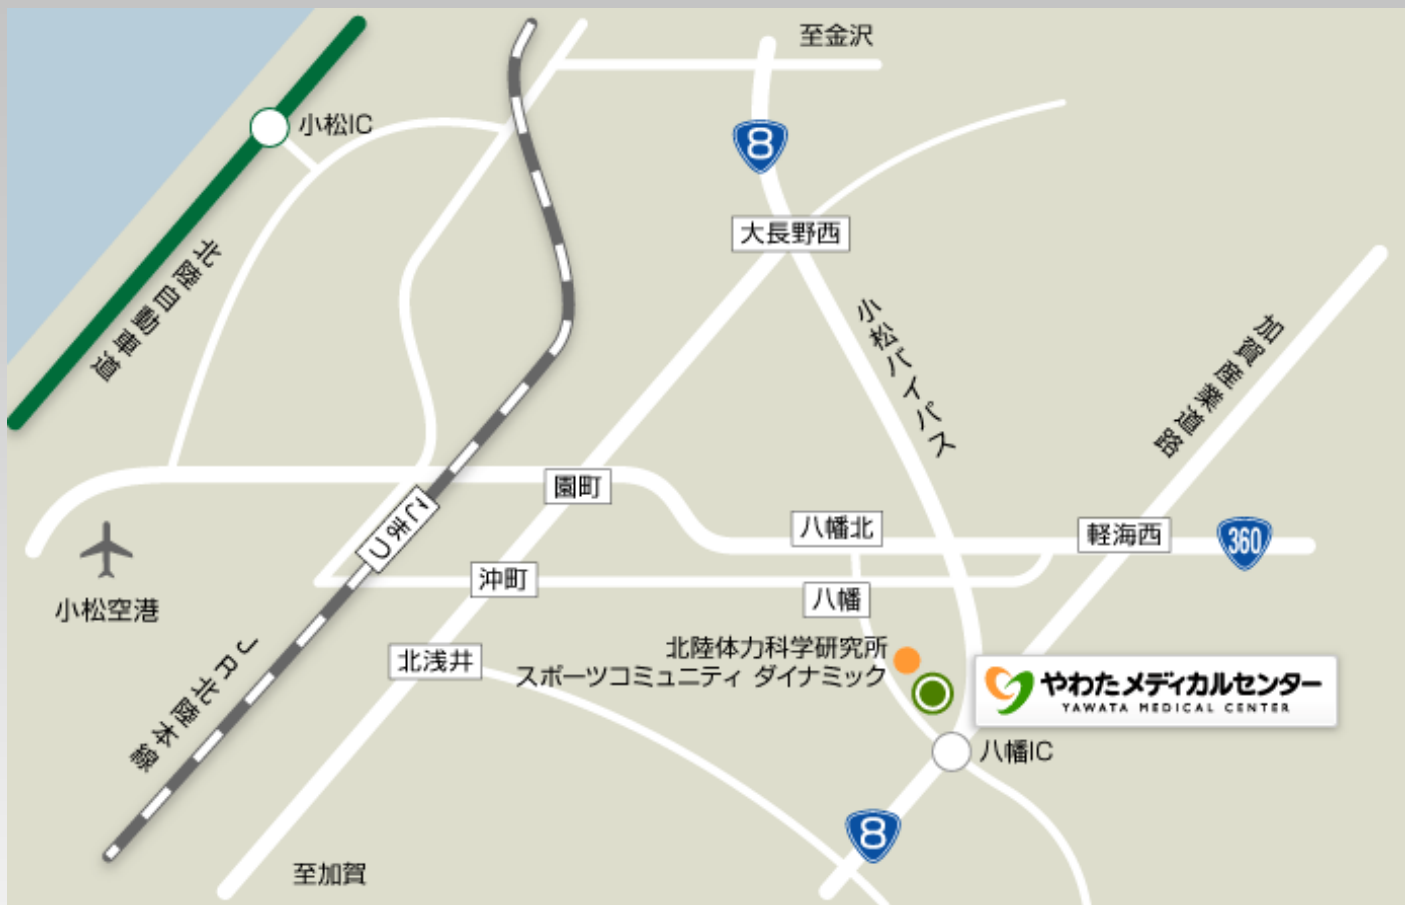 至金沢
小松IC
8
大長野西
北陸自動車道
小松バイパス
加賀産業道路
園町
こまつ
八幡北
軽海西
360
沖町
八幡
小松空港
北浅井
北陸体力科学研究所
スポーツコミュニティ ダイナミック
やわたメディカルセンター
YAWATA MEDICAL CENTER
JR北陸本線
八幡IC
8
至加賀